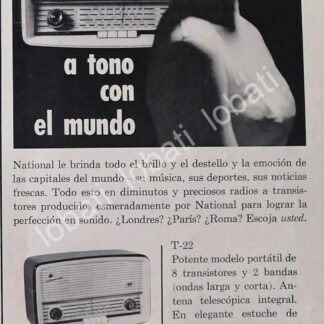 a tono
con
el mundo
National le brinda todo el brillo y el destello y la emoción de
las capitales del mundo—su música, sus deportes, sus noticias
frescas. Todo esto en diminutos y preciosos radios a transis-
tores producidos esmeradamente por National para lograr la
perfección en sonido. ¿Londres? ¿París? ¿Roma? Escoja usted.
T-22
Potente modelo portátil de
8 transistores y 2 bandas
(ondas larga y corta). An-
tena telescópica integral.
En elegante estuche de
lobati lobati lobati